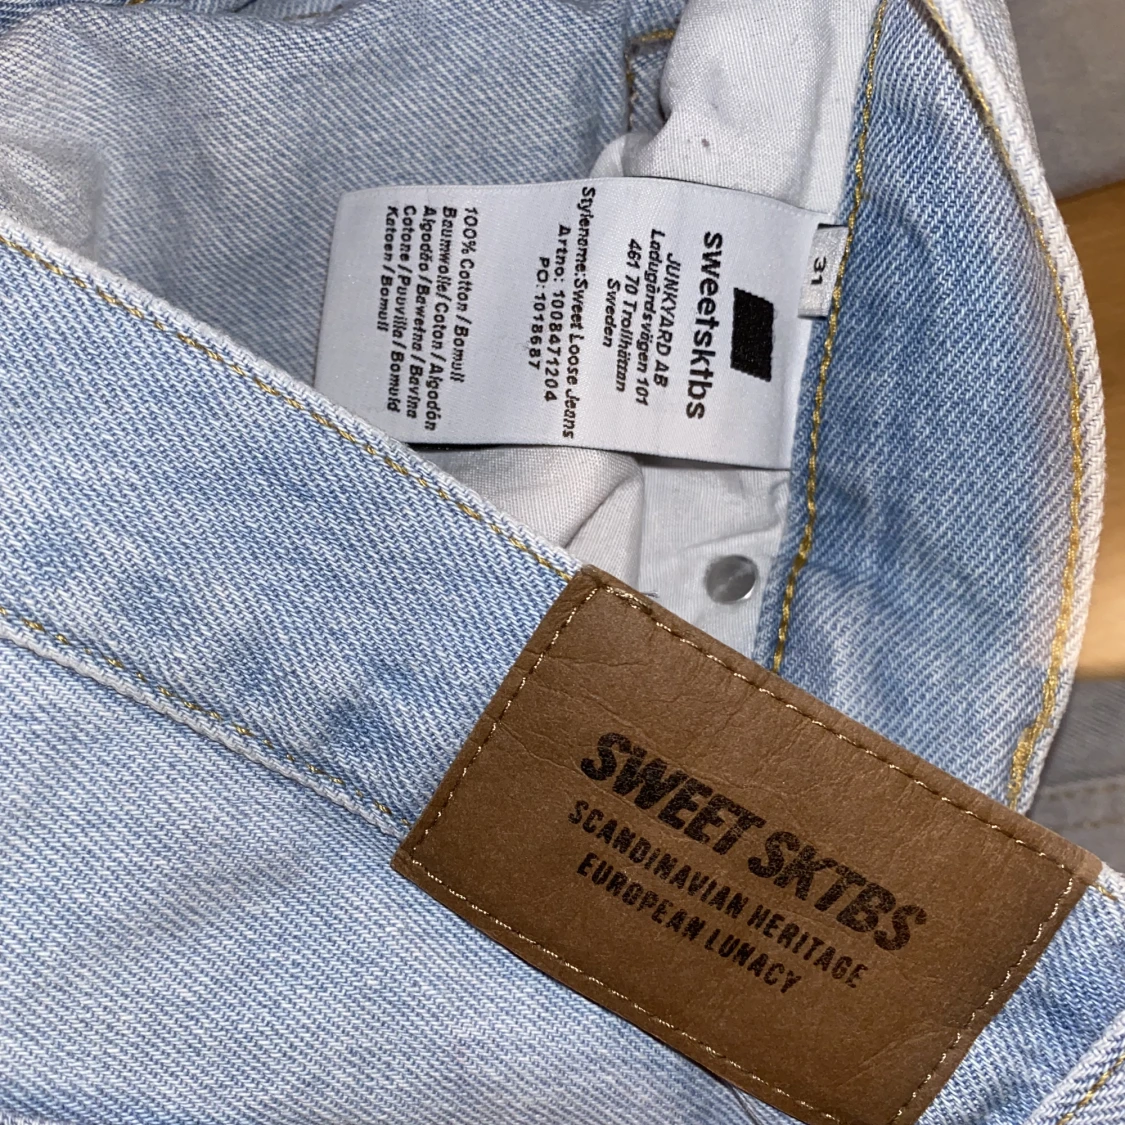 31
sweetsktbs
JUNKYARD AB
Ladugårdsvägen 101
461 70 Trollhättan
Sweden
Stylename:Sweet Loose Jeans
Artno: 1008471204
PO:1018687
100% Cotton / Bomull
Baumwolle/ Coton / Algodón
Algodão / Bawełna / Bavlna
Cotone / Puuvilla / Bomuld
Katoen / Bomull
SWEET SKTBS
SCANDINAVIAN HERITAGE
EUROPEAN LUNACY